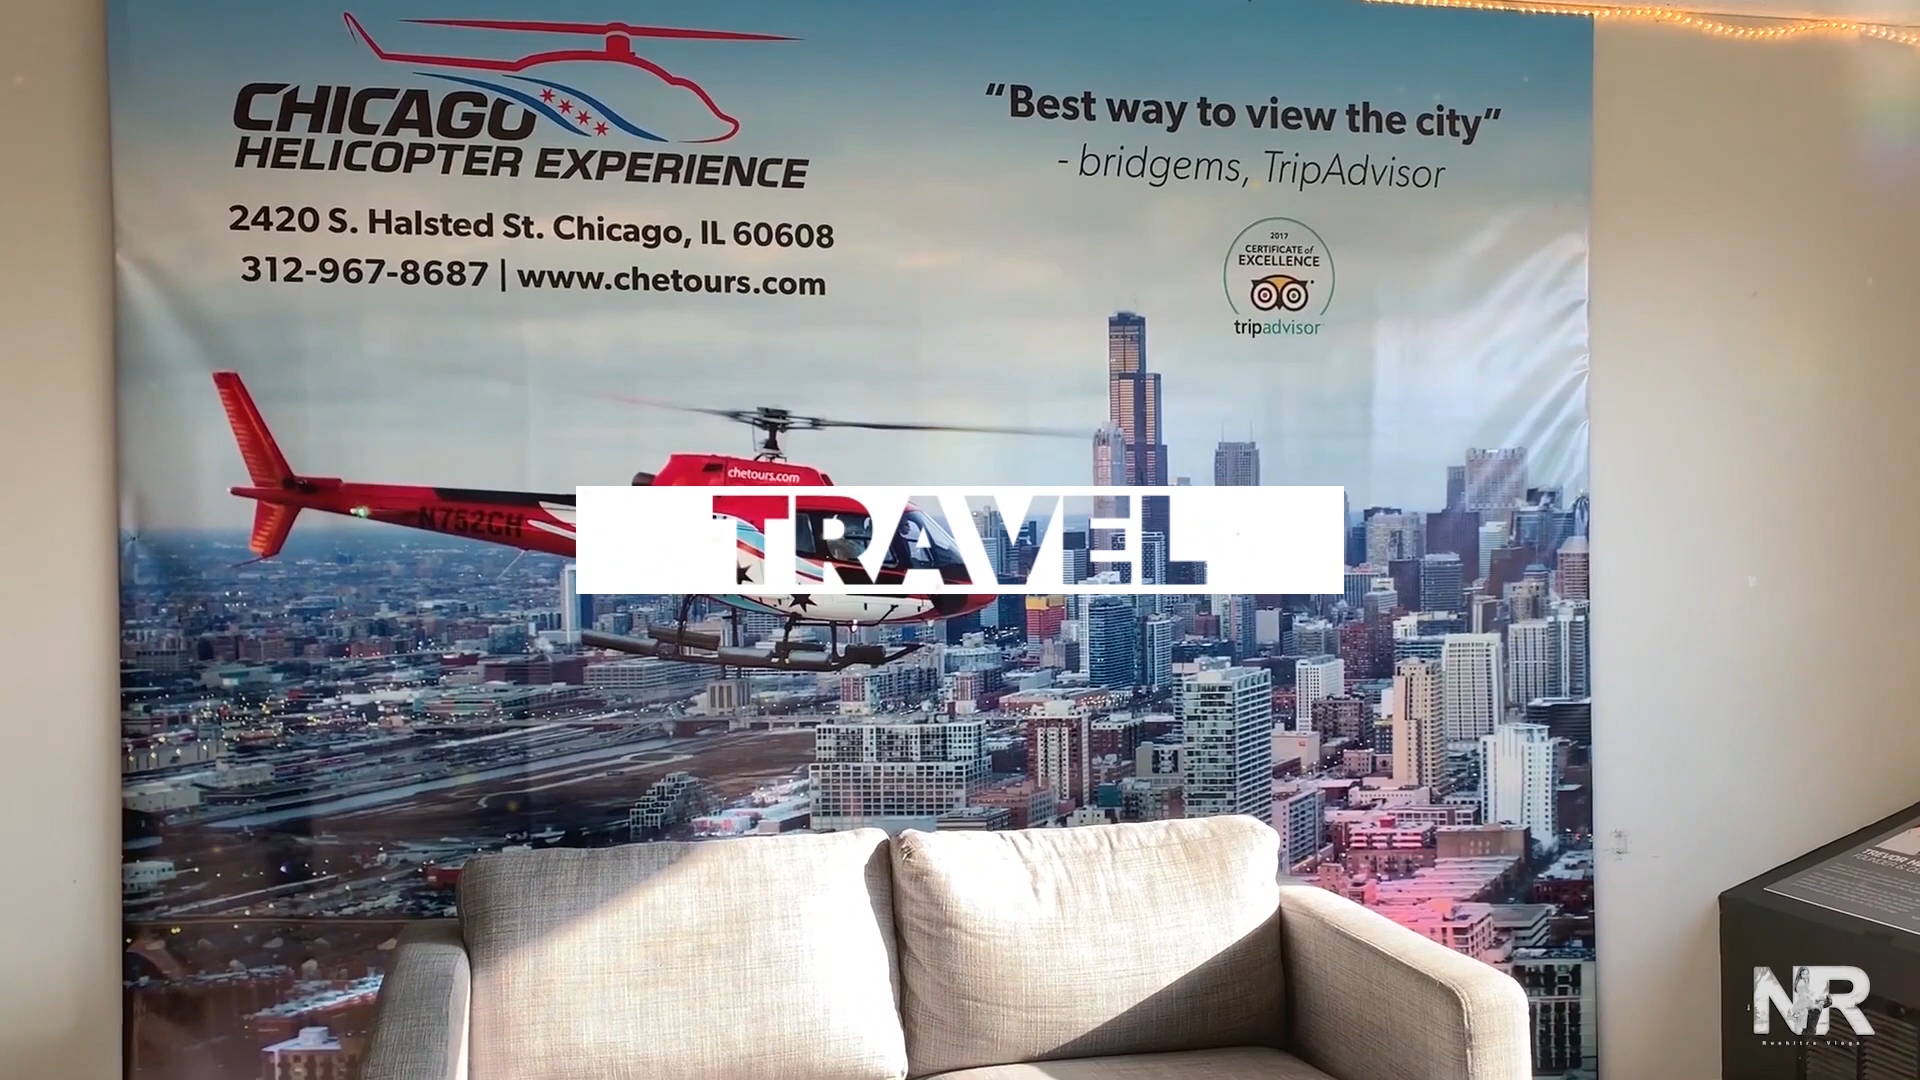 CHICAGO
HELICOPTER EXPERIENCE
2420 S. Halsted St. Chicago, IL 60608
312-967-8687 | www.chetours.com
“Best way to view the city”
- bridgems, TripAdvisor
2017
CERTIFICATE of
EXCELLENCE
tripadvisor
chetours.com
N752CH
TRAVEL
NR